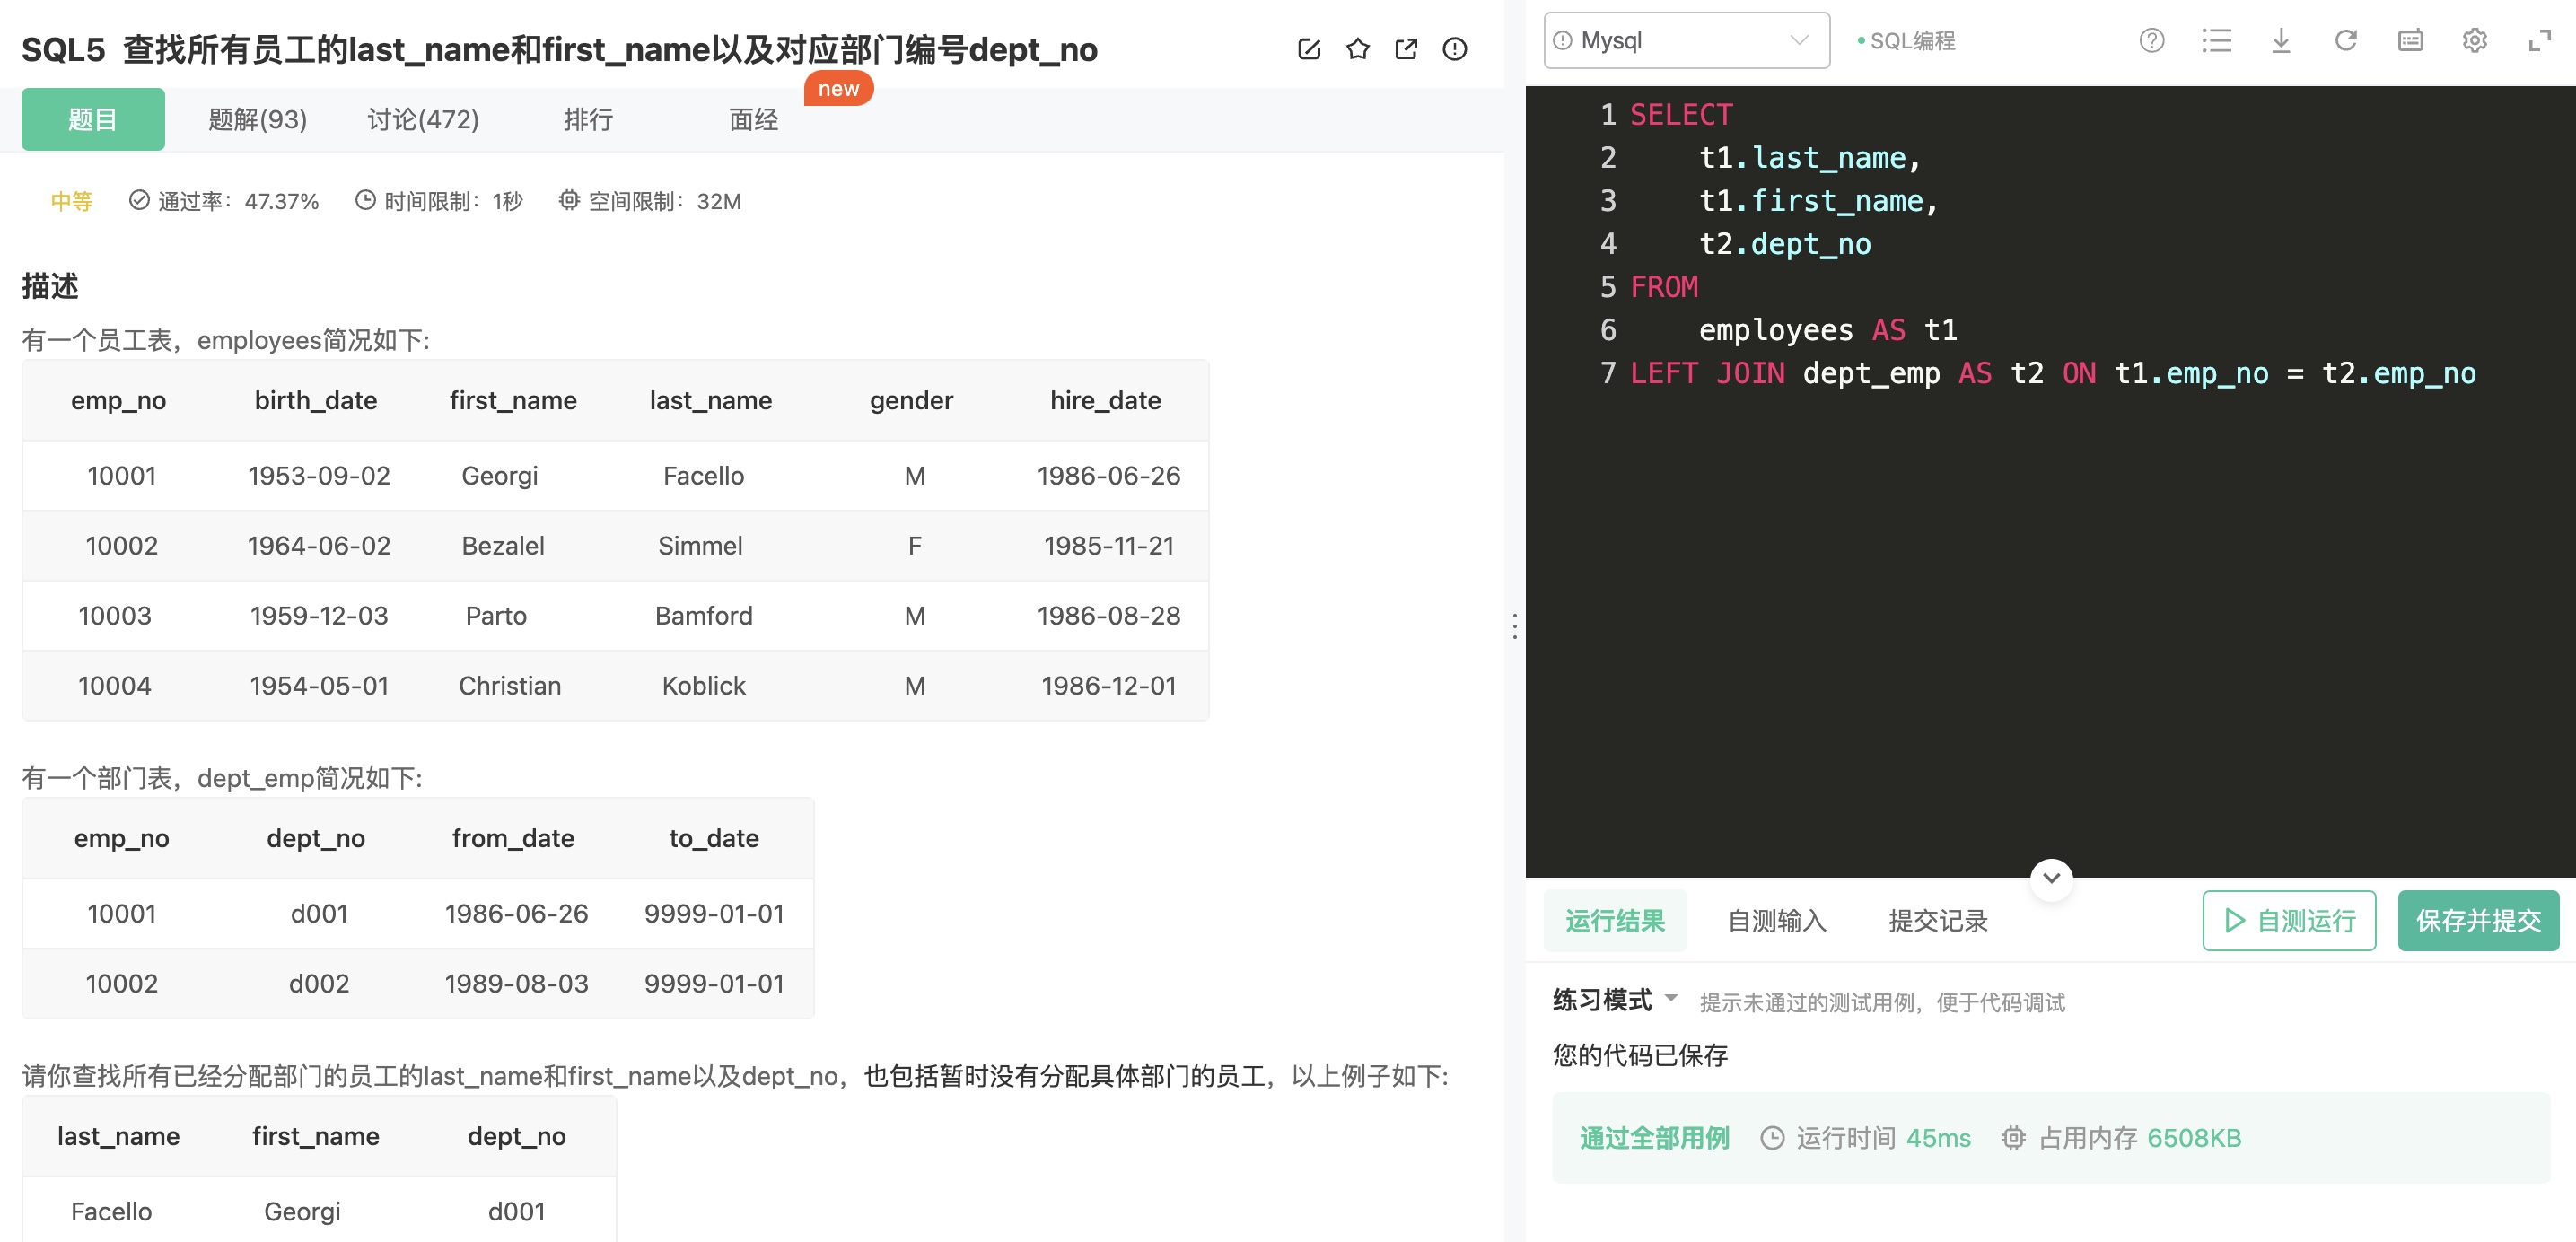 SQL5 查找所有员工的last_name和first_name以及对应部门编号dept_no
题目 题解(93) 讨论(472) 排行 面经 new
中等 通过率：47.37% 时间限制：1秒 空间限制：32M
描述
有一个员工表，employees简况如下:
emp_no birth_date first_name last_name gender hire_date
10001 1953-09-02 Georgi Facello M 1986-06-26
10002 1964-06-02 Bezalel Simmel F 1985-11-21
10003 1959-12-03 Parto Bamford M 1986-08-28
10004 1954-05-01 Christian Koblick M 1986-12-01
有一个部门表，dept_emp简况如下:
emp_no dept_no from_date to_date
10001 d001 1986-06-26 9999-01-01
10002 d002 1989-08-03 9999-01-01
请你查找所有已经分配部门的员工的last_name和first_name以及dept_no，也包括暂时没有分配具体部门的员工，以上例子如下:
last_name first_name dept_no
Facello Georgi d001
Mysql SQL编程
1 SELECT
2 t1.last_name,
3 t1.first_name,
4 t2.dept_no
5 FROM
6 employees AS t1
7 LEFT JOIN dept_emp AS t2 ON t1.emp_no = t2.emp_no
运行结果 自测输入 提交记录 自测运行 保存并提交
练习模式 提示未通过的测试用例，便于代码调试
您的代码已保存
通过全部用例 运行时间 45ms 占用内存 6508KB